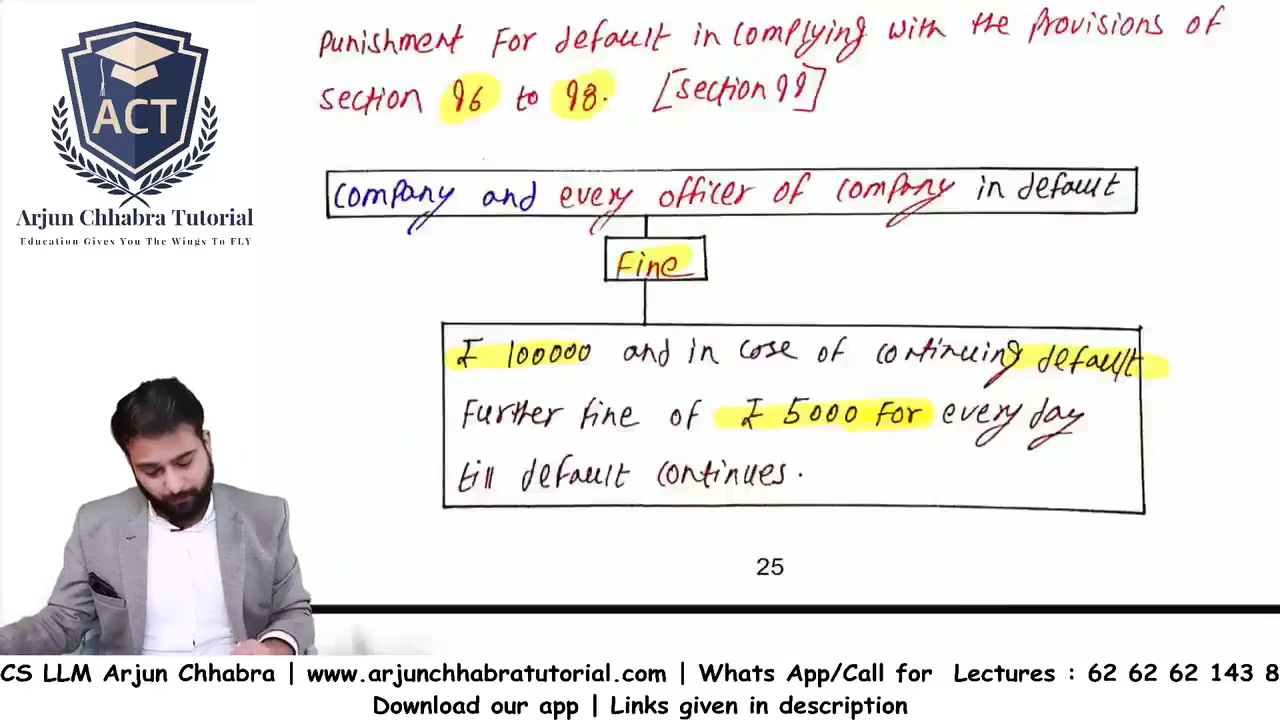 Punishment for default in complying with the provisions of
section 96 to 98. [section 99]
ACT
Arjun Chhabra Tutorial
Education Gives You The Wings To FLY
company and every officer of company in default
Fine
₹ 100000 and in case of continuing default
Further fine of ₹ 5000 for every day
till default continues.
25
CS LLM Arjun Chhabra | www.arjunchhabratutorial.com | Whats App/Call for Lectures : 62 62 62 143 8
Download our app | Links given in description